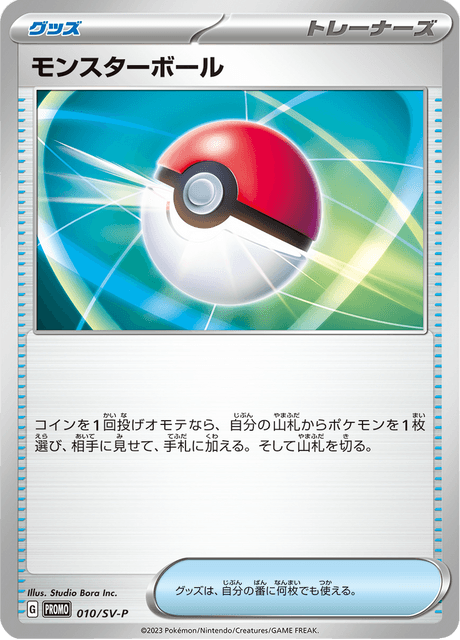 グッズ
トレーナーズ
モンスターボール
コインを1回投げオモテなら、自分の山札からポケモンを1枚
選び、相手に見せて、手札に加える。そして山札を切る。
Illus. Studio Bora Inc.
グッズは、自分の番に何枚でも使える。
G PROMO 010/SV-P
©2023 Pokémon/Nintendo/Creatures/GAME FREAK.